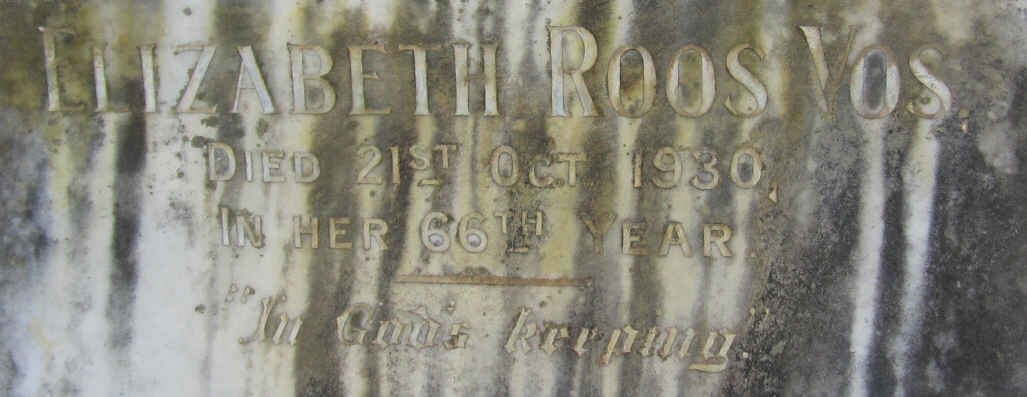 ELIZABETH ROOS VOS,
DIED 21ST OCT. 1930,
IN HER 66TH YEAR.
"In God's keeping"